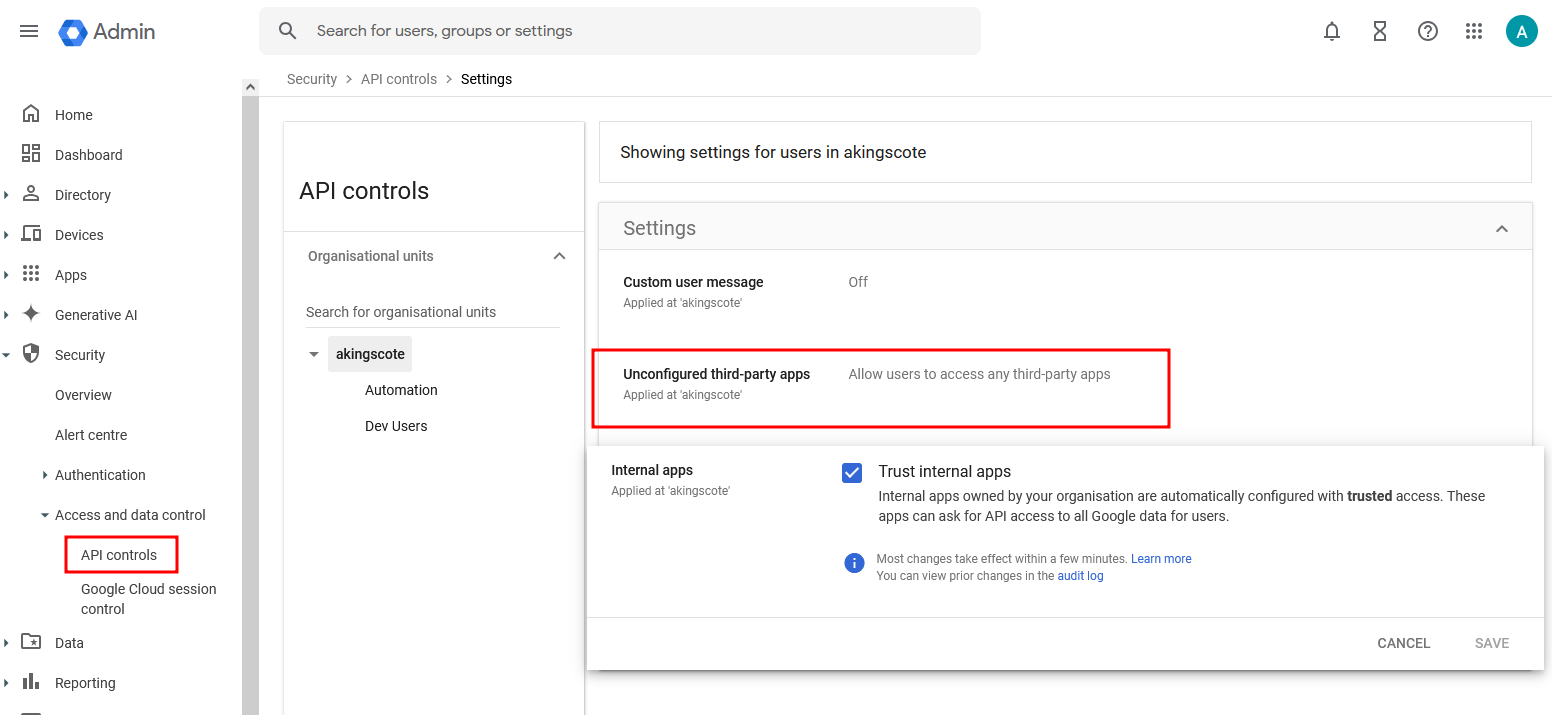 Admin
Search for users, groups or settings
A
Security > API controls > Settings
Home
Dashboard
Directory
Devices
Apps
Generative AI
Security
Overview
Alert centre
Authentication
Access and data control
API controls
Google Cloud session
control
Data
Reporting
API controls
Organisational units
Search for organisational units
akingscote
Automation
Dev Users
Showing settings for users in akingscote
Settings
Custom user message Off
Applied at 'akingscote'
Unconfigured third-party apps Allow users to access any third-party apps
Applied at 'akingscote'
Internal apps Trust internal apps
Applied at 'akingscote'
Internal apps owned by your organisation are automatically configured with trusted access. These
apps can ask for API access to all Google data for users.
Most changes take effect within a few minutes. Learn more
You can view prior changes in the audit log
CANCEL SAVE